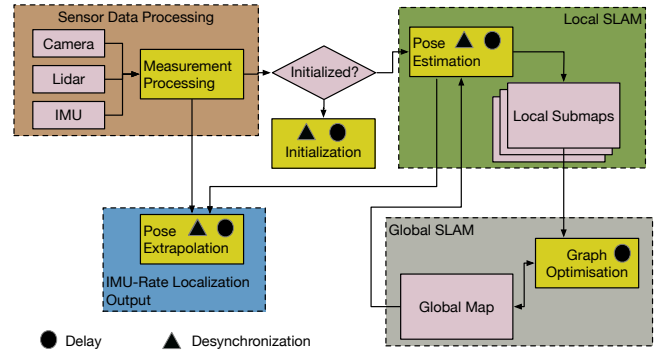 Sensor Data Processing
Camera
Lidar
IMU
Measurement
Processing
Initialized?
Initialization
Local SLAM
Pose
Estimation
Local Submaps
Pose
Extrapolation
IMU-Rate Localization
Output
Global SLAM
Graph
Optimisation
Global Map
Delay
Desynchronization